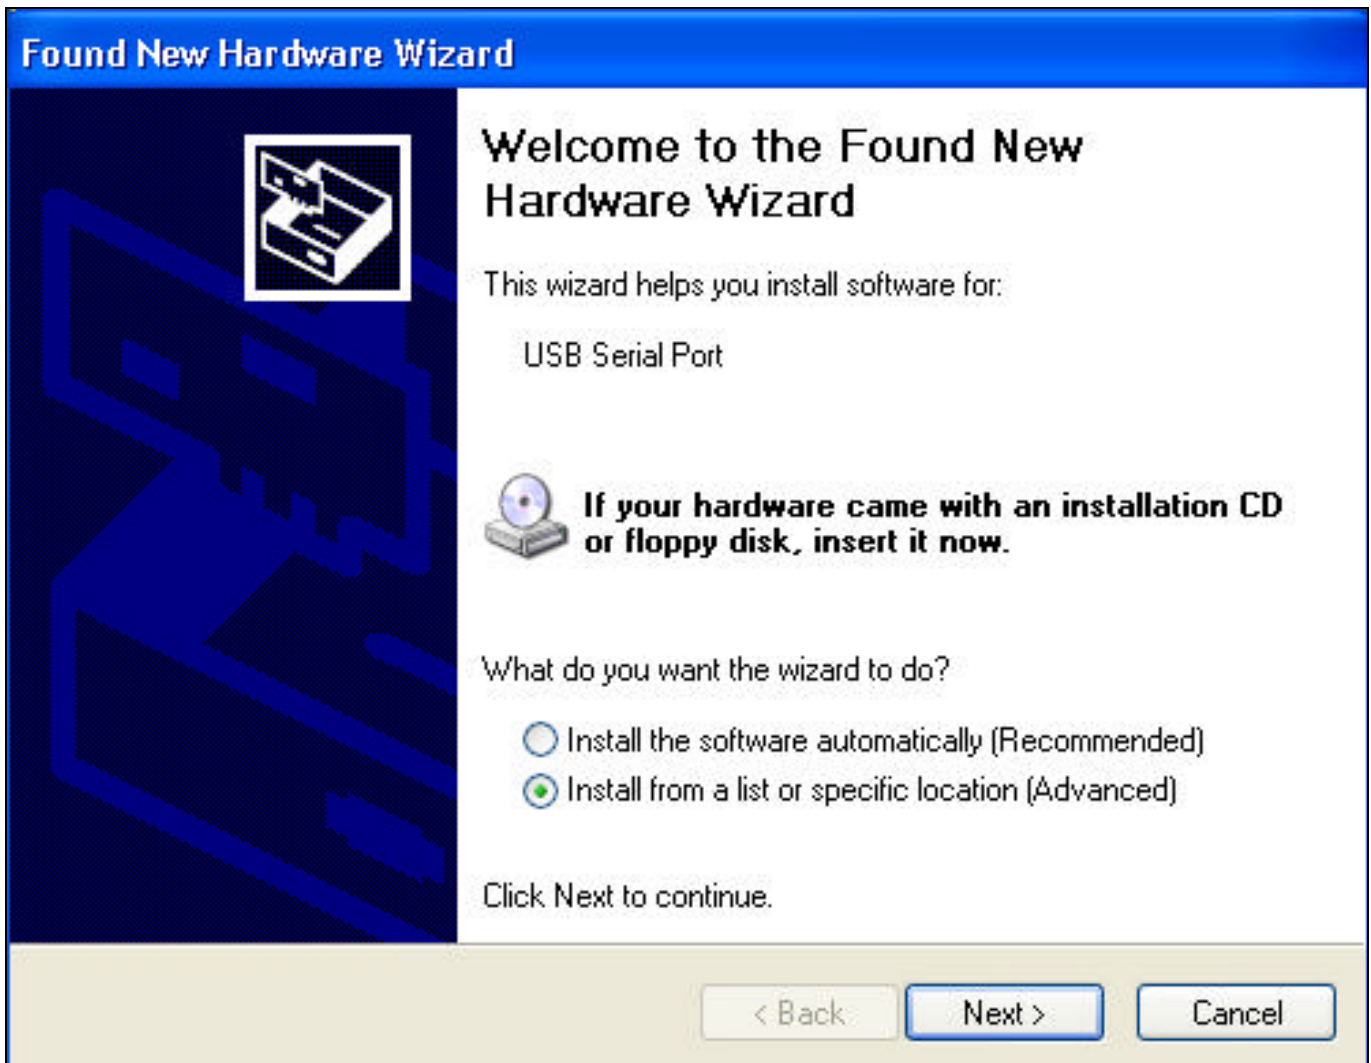 Found New Hardware Wizard
Welcome to the Found New
Hardware Wizard
This wizard helps you install software for:
USB Serial Port
If your hardware came with an installation CD
or floppy disk, insert it now.
What do you want the wizard to do?
Install the software automatically (Recommended)
Install from a list or specific location (Advanced)
Click Next to continue.
< Back Next > Cancel